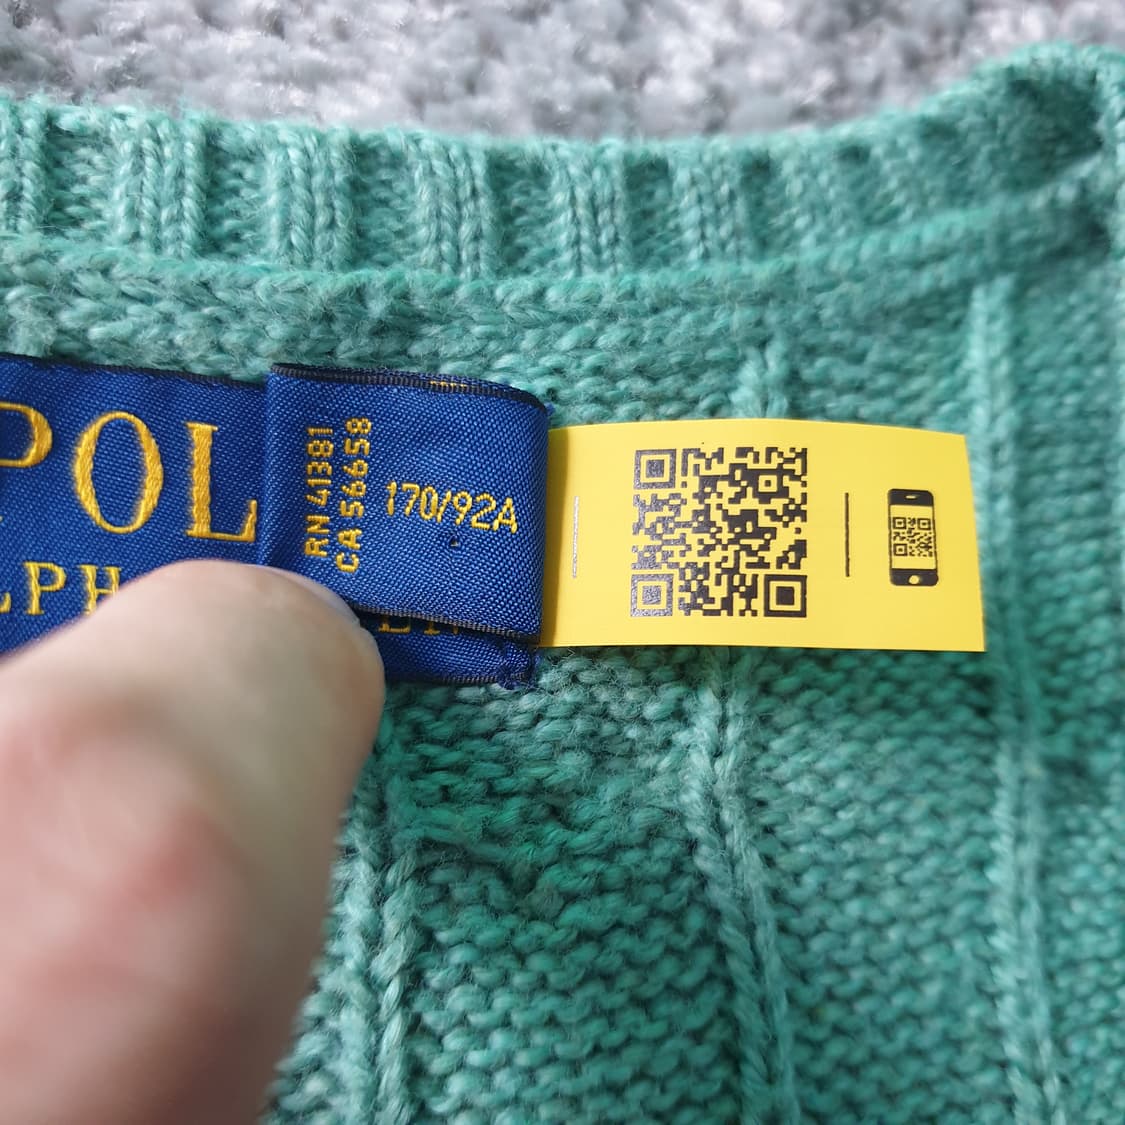 POL
LPH
RN 41381
CA 56658
170/92A